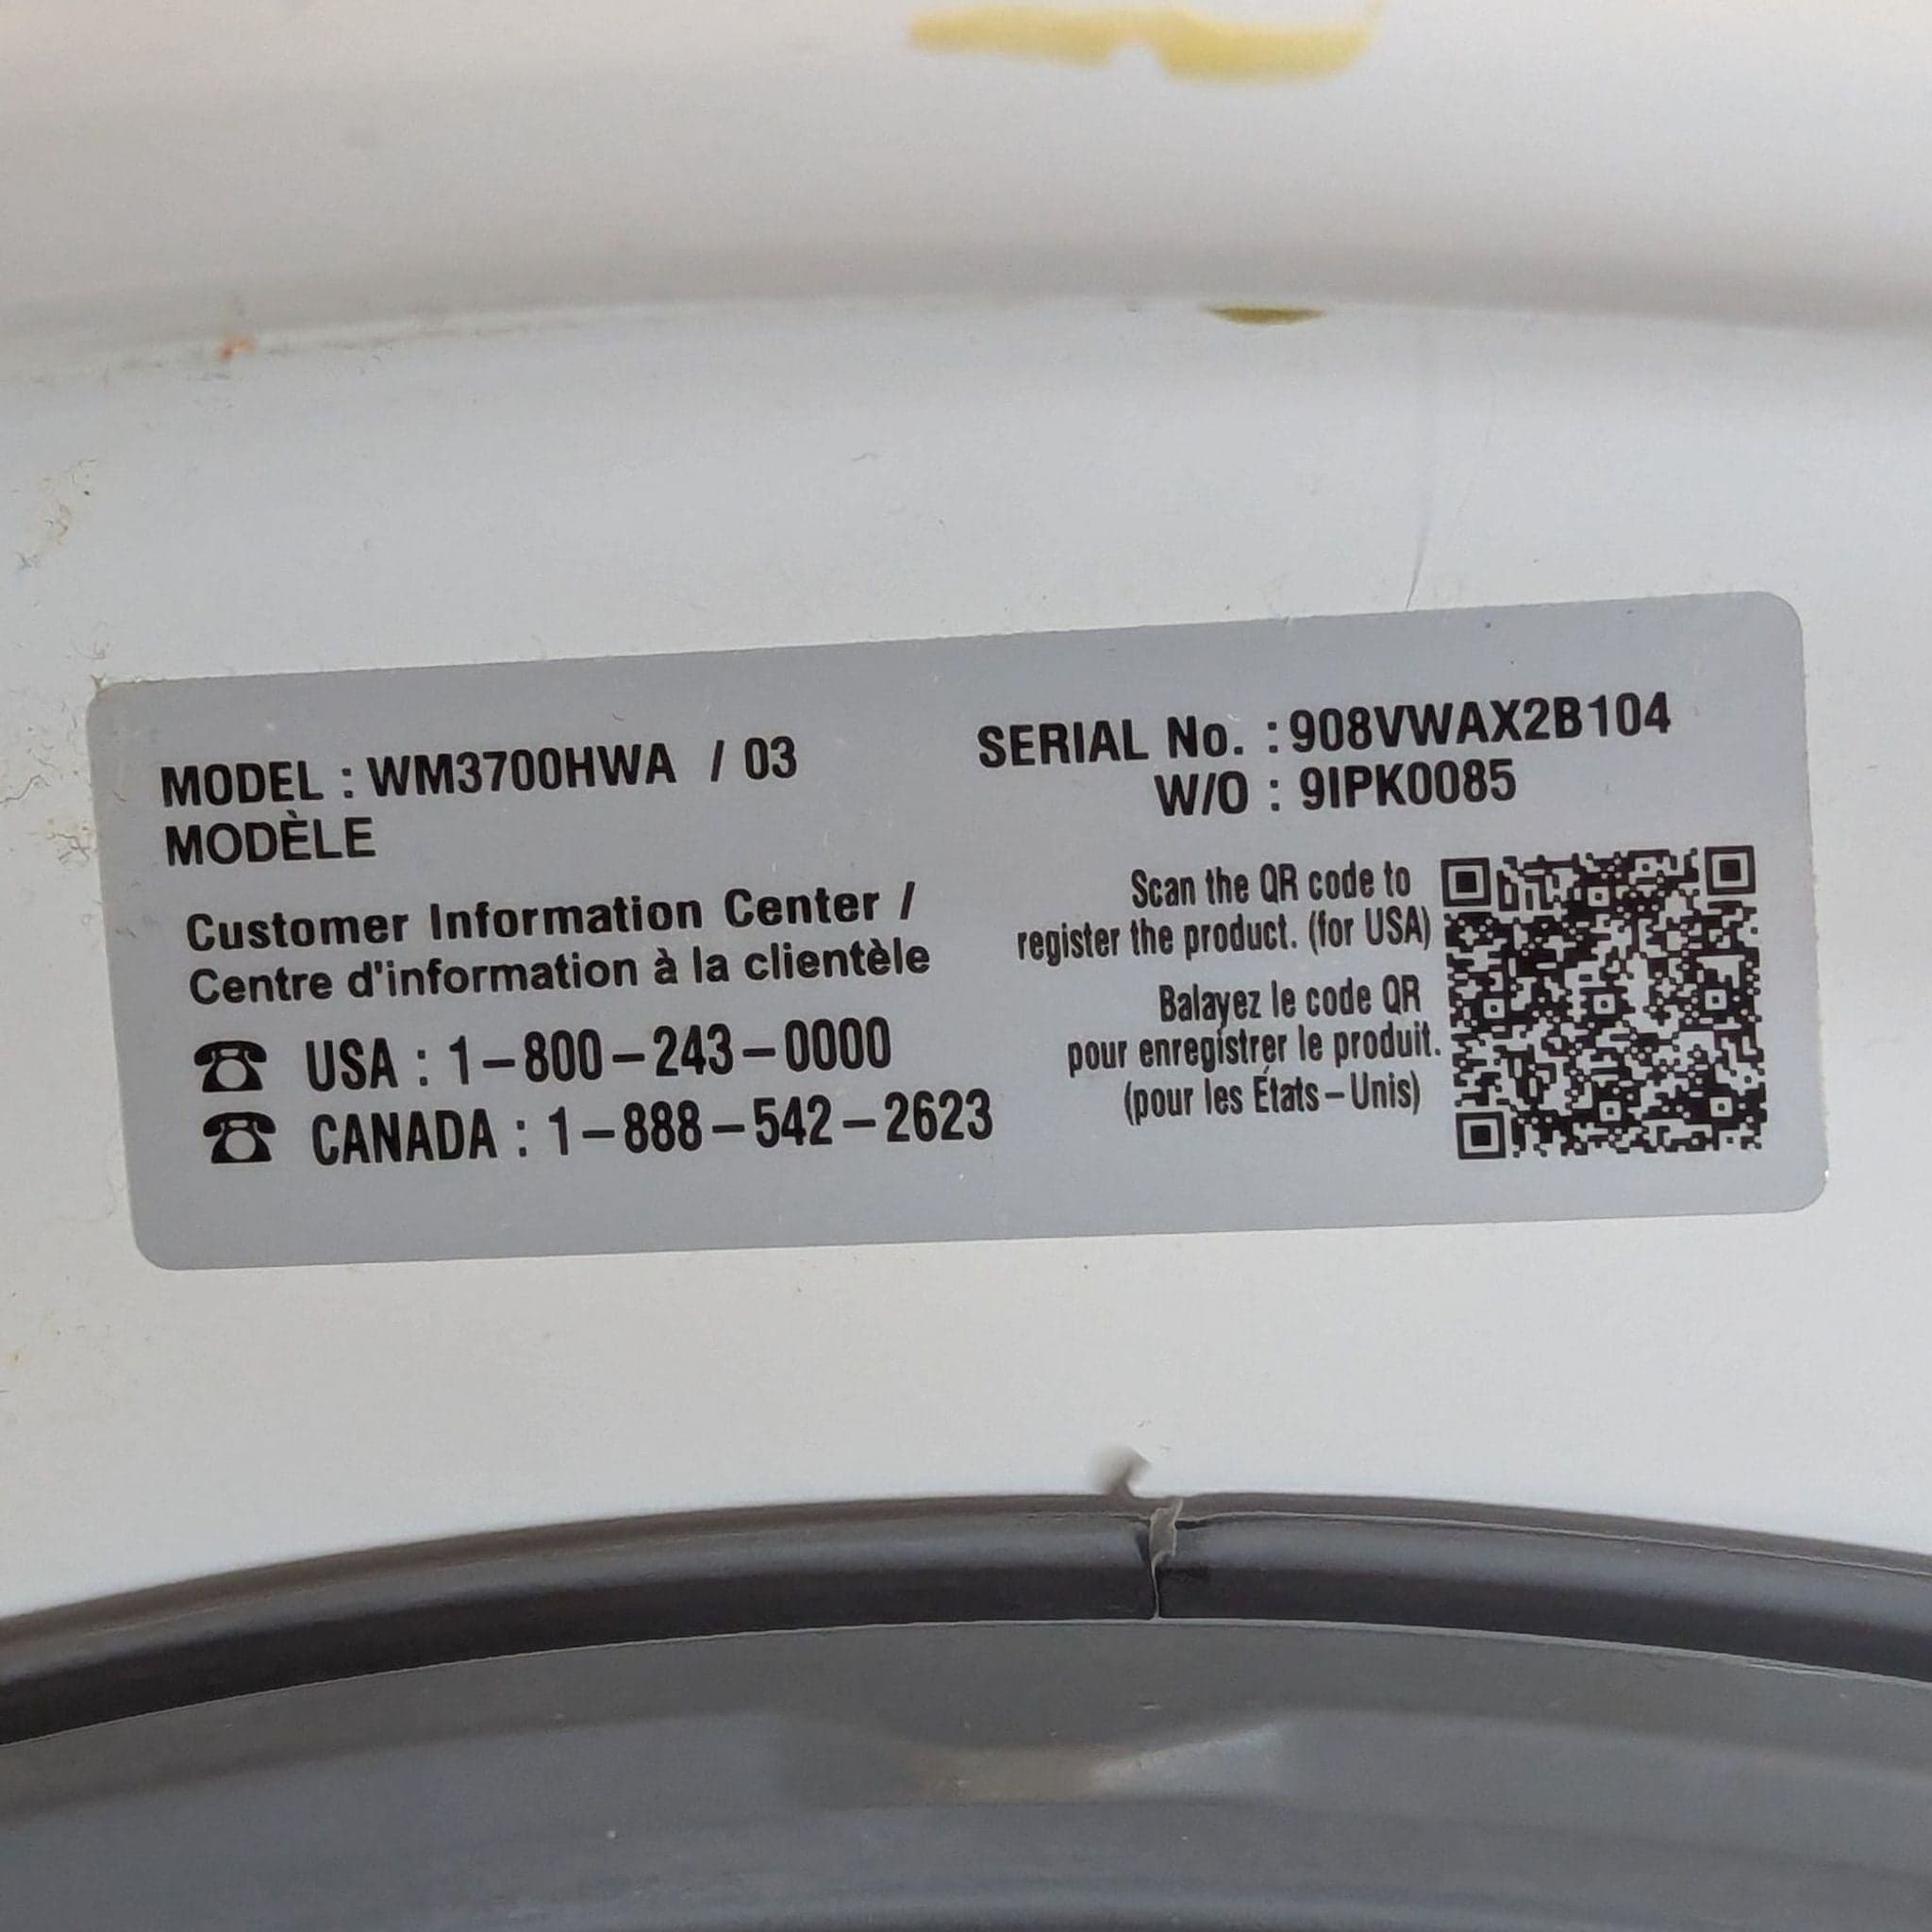 MODEL : WM3700HWA / 03
MODÈLE
SERIAL No. : 908VWAX2B104
W/O : 9IPK0085
Customer Information Center /
Centre d'information à la clientèle
USA : 1-800-243-0000
CANADA : 1-888-542-2623
Scan the QR code to
register the product. (for USA)
Balayez le code QR
pour enregistrer le produit.
(pour les États-Unis)